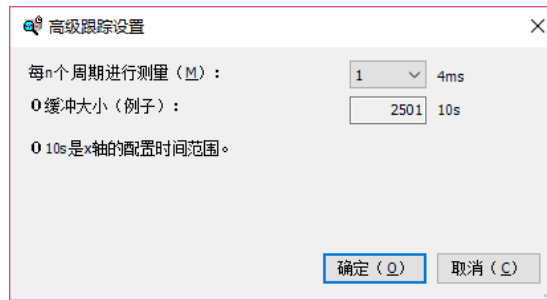 高级跟踪设置
每n个周期进行测量（M）： 1 4ms
0缓冲大小（例子）： 2501 10s
0 10s是x轴的配置时间范围。
确定（O） 取消（C）